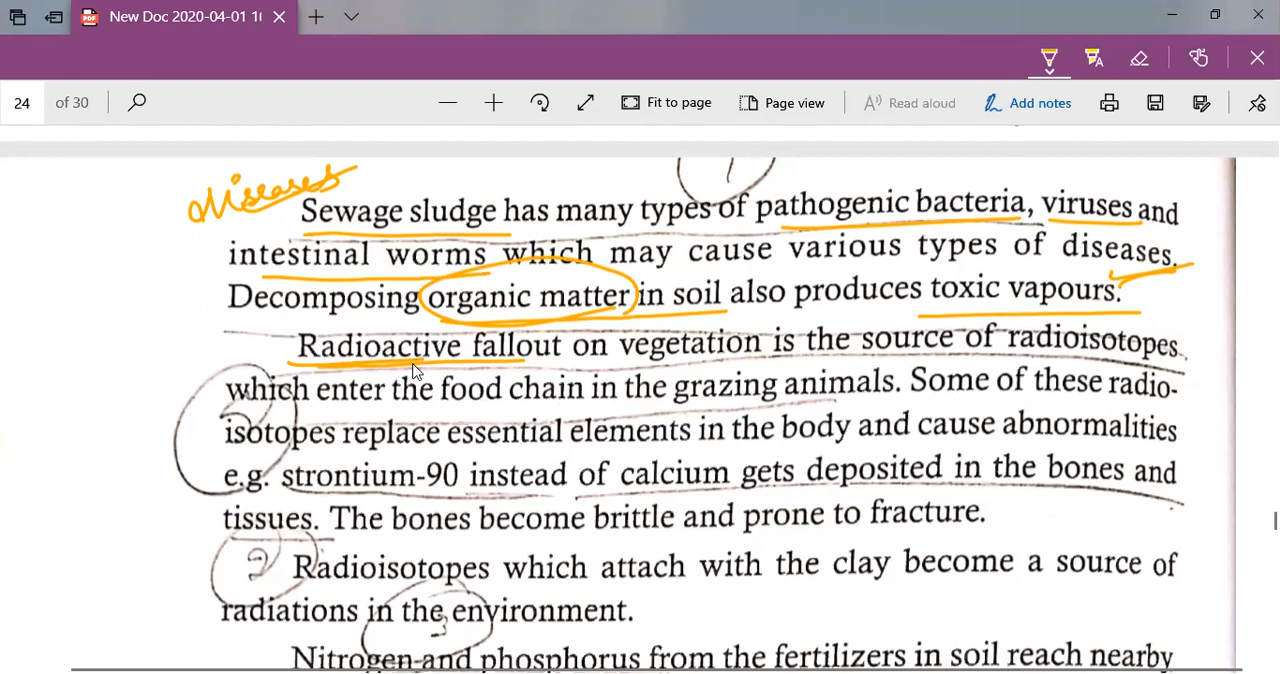 New Doc 2020-04-01 1
24 of 30 Fit to page Page view Read aloud Add notes
1
Diseases
Sewage sludge has many types of pathogenic bacteria, viruses and
intestinal worms which may cause various types of diseases.
Decomposing organic matter in soil also produces toxic vapours.
Radioactive fallout on vegetation is the source of radioisotopes
which enter the food chain in the grazing animals. Some of these radio-
isotopes replace essential elements in the body and cause abnormalities
e.g. strontium-90 instead of calcium gets deposited in the bones and
tissues. The bones become brittle and prone to fracture.
2 Radioisotopes which attach with the clay become a source of
radiations in the environment.
3
Nitrogen and phosphorus from the fertilizers in soil reach nearby